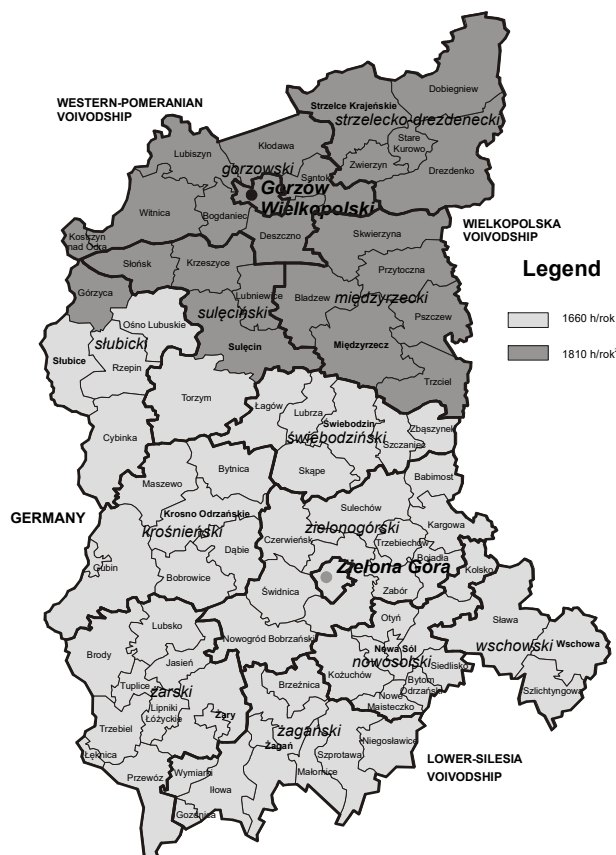 WESTERN-POMERANIAN
VOIVODSHIP
Dobiegniew
Strzelce Krajeńskie
strzelecko-drezdenecki
Stare
Kurowo
Zwierzyn
Drezdenko
Kłodawa
Lubiszyn
gorzowski
Santok
Gorzów
Wielkopolski
Witnica
Bogdaniec
Deszczno
Kostrzyn
nad Odrą
WIELKOPOLSKA
VOIVODSHIP
Skwierzyna
Słońsk
Krzeszyce
Przytoczna
Legend
Górzyca
Lubniewice
Bladzew
międzyrzecki
sulęciński
Pszczew
1660 h/rok
Ośno Lubuskie
słubicki
Sulęcin
Międzyrzecz
1810 h/rok
Słubice
Rzepin
Trzciel
Torzym
Łagów
Lubrza
Świebodzin
Zbąszynek
świebodziński
Szczaniec
Cybinka
Skąpe
Bytnica
Maszewo
Babimost
Sulechów
GERMANY
Krosno Odrzańskie
krośnieński
zielonogórski
Kargowa
Czerwieńsk
Trzebiechów
Dąbie
Bojadła
Zielona Góra
Kolsko
Gubin
Bobrowice
Zabór
Świdnica
Otyń
Sława
Lubsko
Nowogród Bobrzański
Nowa Sól
nowosolski
wschowski
Wschowa
Brody
Jasień
Kożuchów
Siedlisko
Bytom
Odrzański
Brzeźnica
Tuplice
żarski
Nowe
Maisteczko
Szlichtyngowa
Lipniki
Łóżyckie
Żary
Trzebiel
żagański
Żagań
Niegosławice
Łęknica
Szprotawa
Wymiarki
Małomice
Przewóz
Iłowa
Gozdnica
LOWER-SILESIA
VOIVODSHIP